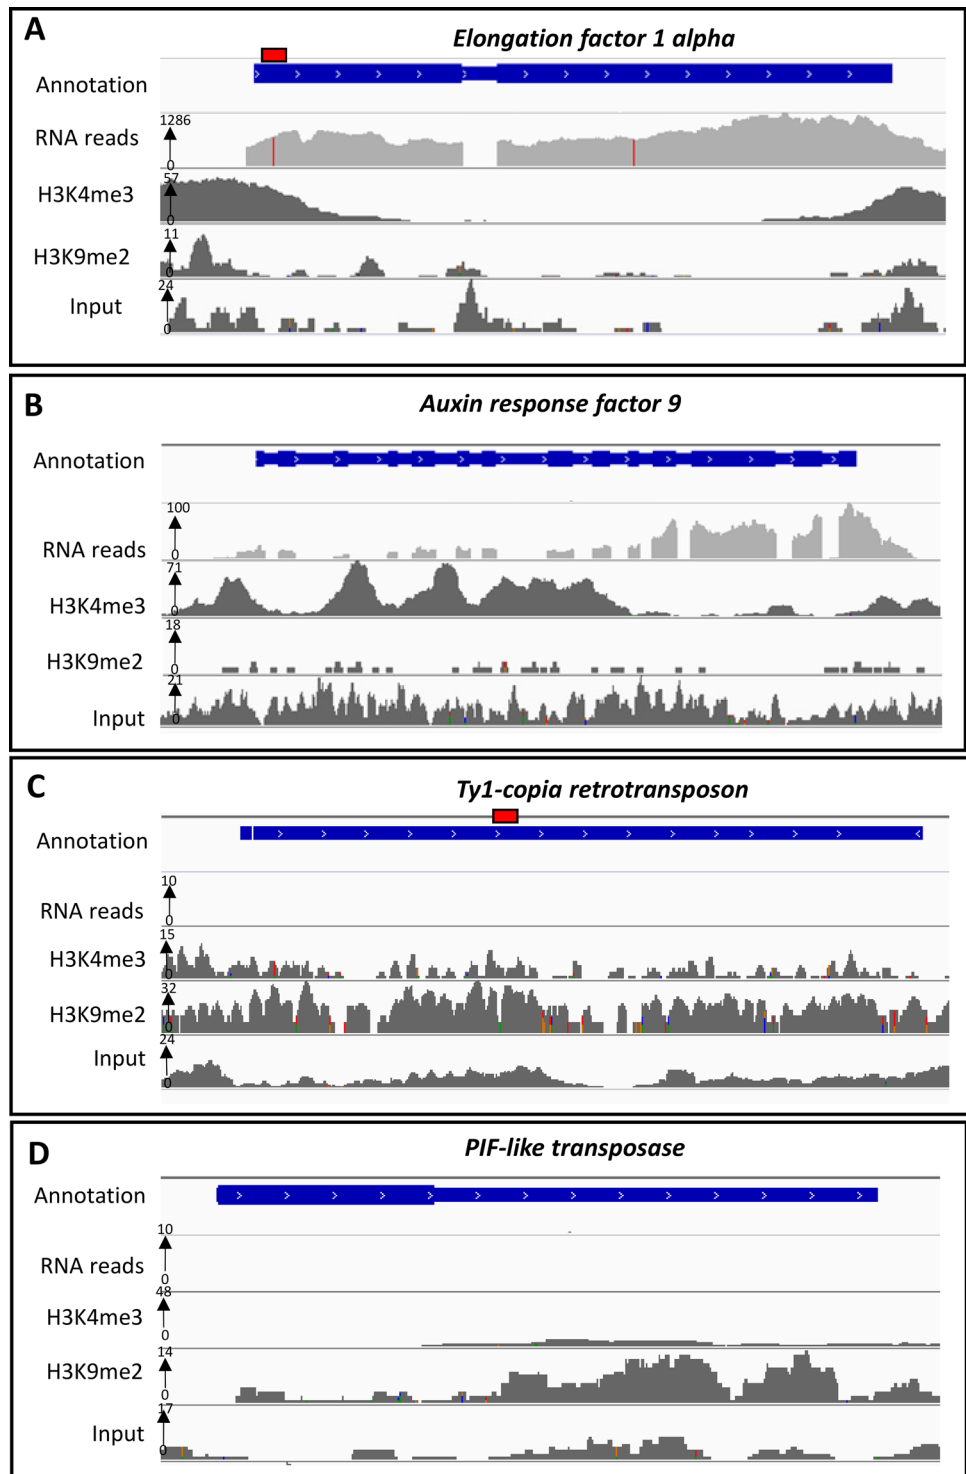 A
Elongation factor 1 alpha
Annotation
1286
RNA reads
0
57
H3K4me3
0
11
H3K9me2
0
24
Input
0
B
Auxin response factor 9
Annotation
100
RNA reads
0
71
H3K4me3
0
18
H3K9me2
0
21
Input
0
C
Ty1-copia retrotransposon
Annotation
10
RNA reads
0
15
H3K4me3
0
32
H3K9me2
0
24
Input
0
D
PIF-like transposase
Annotation
10
RNA reads
0
48
H3K4me3
0
14
H3K9me2
0
17
Input
0